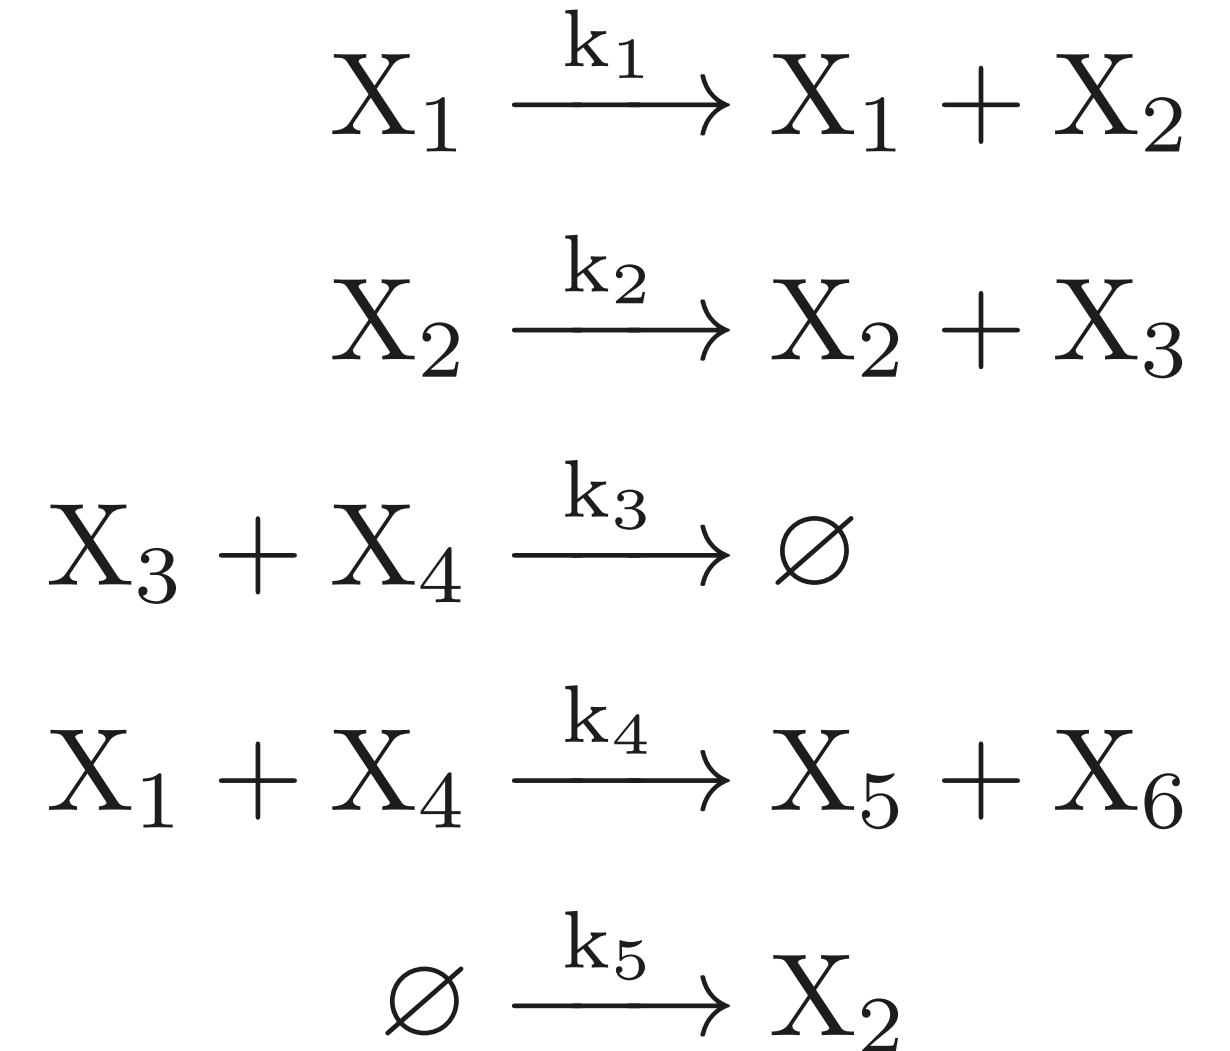 X₁ →(k₁) X₁ + X₂
X₂ →(k₂) X₂ + X₃
X₃ + X₄ →(k₃) ∅
X₁ + X₄ →(k₄) X₅ + X₆
∅ →(k₅) X₂